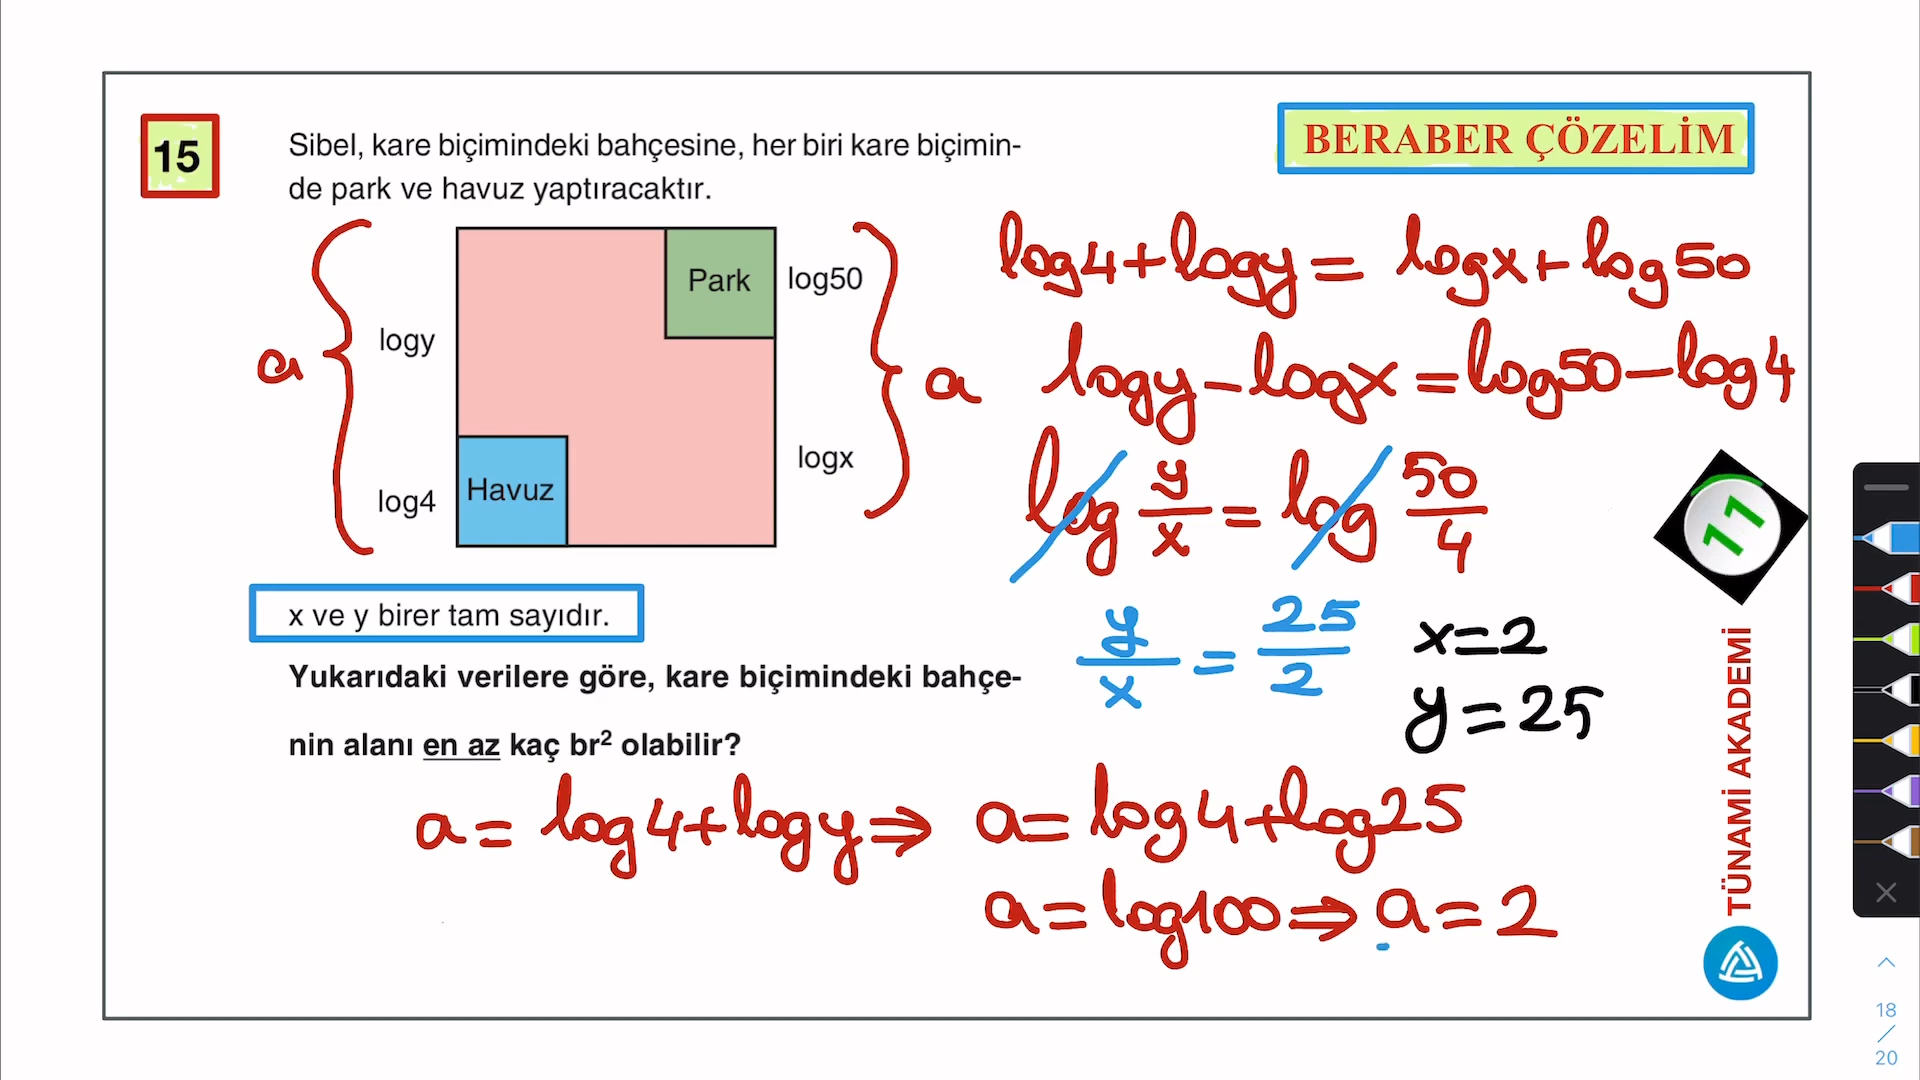 15
Sibel, kare biçimindeki bahçesine, her biri kare biçimin-
de park ve havuz yaptıracaktır.
BERABER ÇÖZELİM
Park
log50
logy
a
a
logx
log4
Havuz
log4+logy= logx+log50
logy-logx=log50-log4
log y/x = log 50/4
y/x = 25/2
x=2
y=25
x ve y birer tam sayıdır.
Yukarıdaki verilere göre, kare biçimindeki bahçe-
nin alanı en az kaç br² olabilir?
a= log4+logy⇒ a=log4+log25
a=log100⇒ a=2
11
TÜNAMİ AKADEMİ
18
/
20